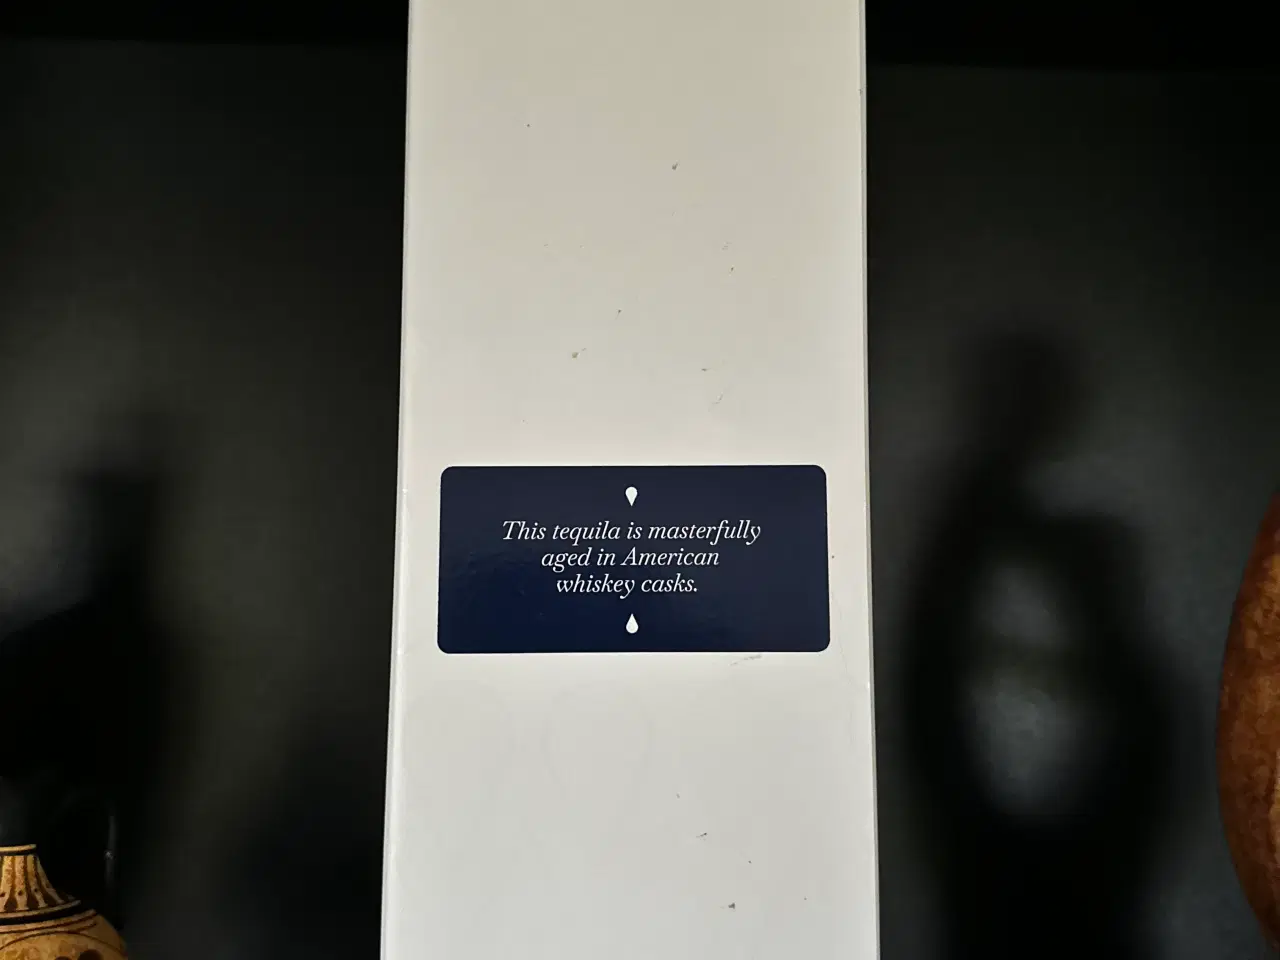 This tequila is masterfully
aged in American
whiskey casks.